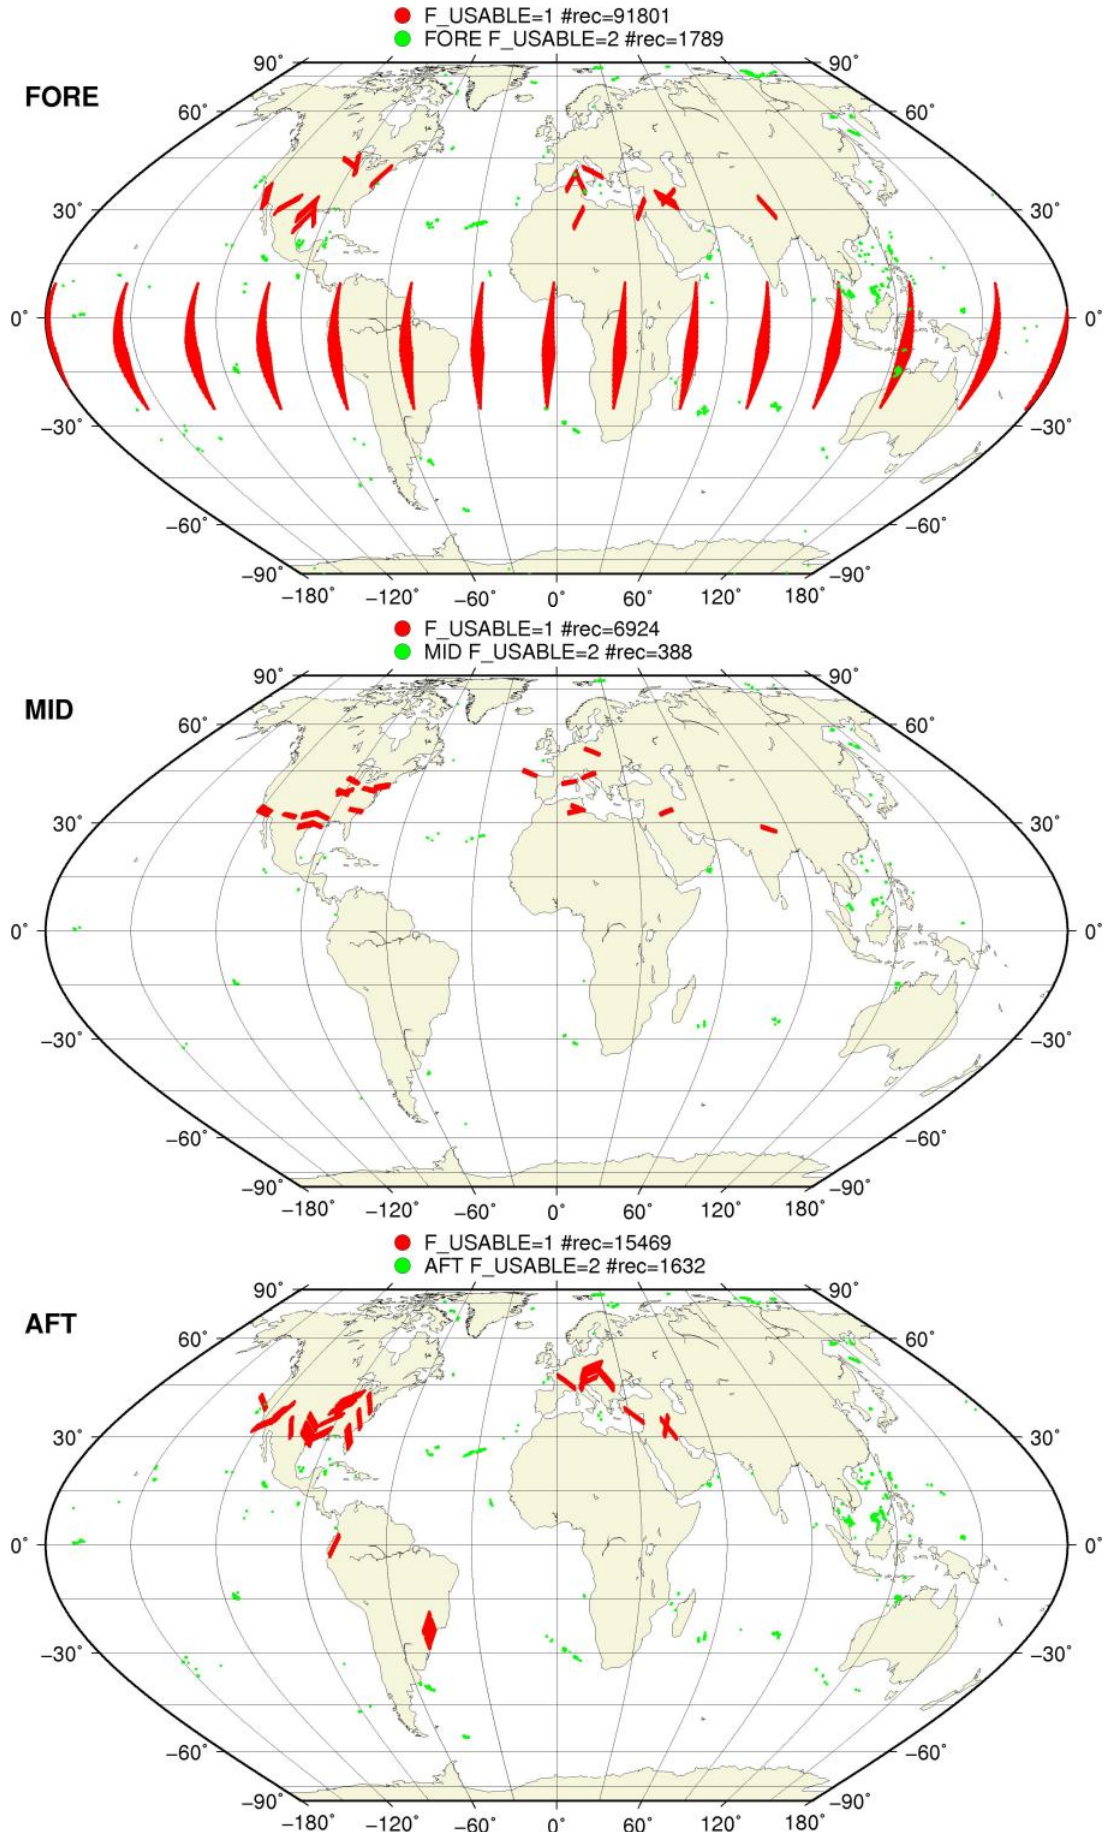 F_USABLE=1 #rec=91801
FORE F_USABLE=2 #rec=1789
FORE
90° 90°
60° 60°
30° 30°
0° 0°
−30° −30°
−60° −60°
−90° −90°
−180° −120° −60° 0° 60° 120° 180°
F_USABLE=1 #rec=6924
MID F_USABLE=2 #rec=388
MID
90° 90°
60° 60°
30° 30°
0° 0°
−30° −30°
−60° −60°
−90° −90°
−180° −120° −60° 0° 60° 120° 180°
F_USABLE=1 #rec=15469
AFT F_USABLE=2 #rec=1632
AFT
90° 90°
60° 60°
30° 30°
0° 0°
−30° −30°
−60° −60°
−90° −90°
−180° −120° −60° 0° 60° 120° 180°